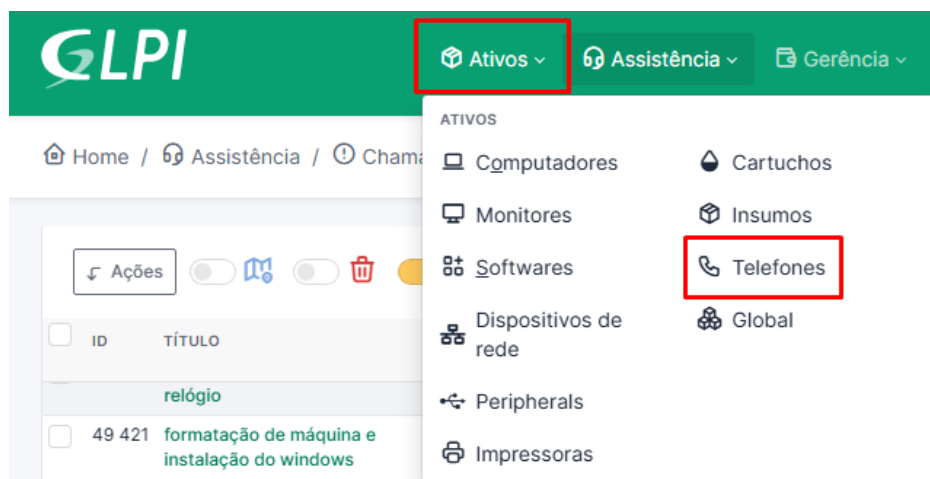 GLPI
Ativos
Assistência
Gerência
Home / Assistência /
Ações
ID
TÍTULO
relógio
49 421
formatação de máquina e
instalação do windows
ATIVOS
Computadores
Monitores
Softwares
Dispositivos de
rede
Peripherals
Impressoras
Cartuchos
Insumos
Telefones
Global